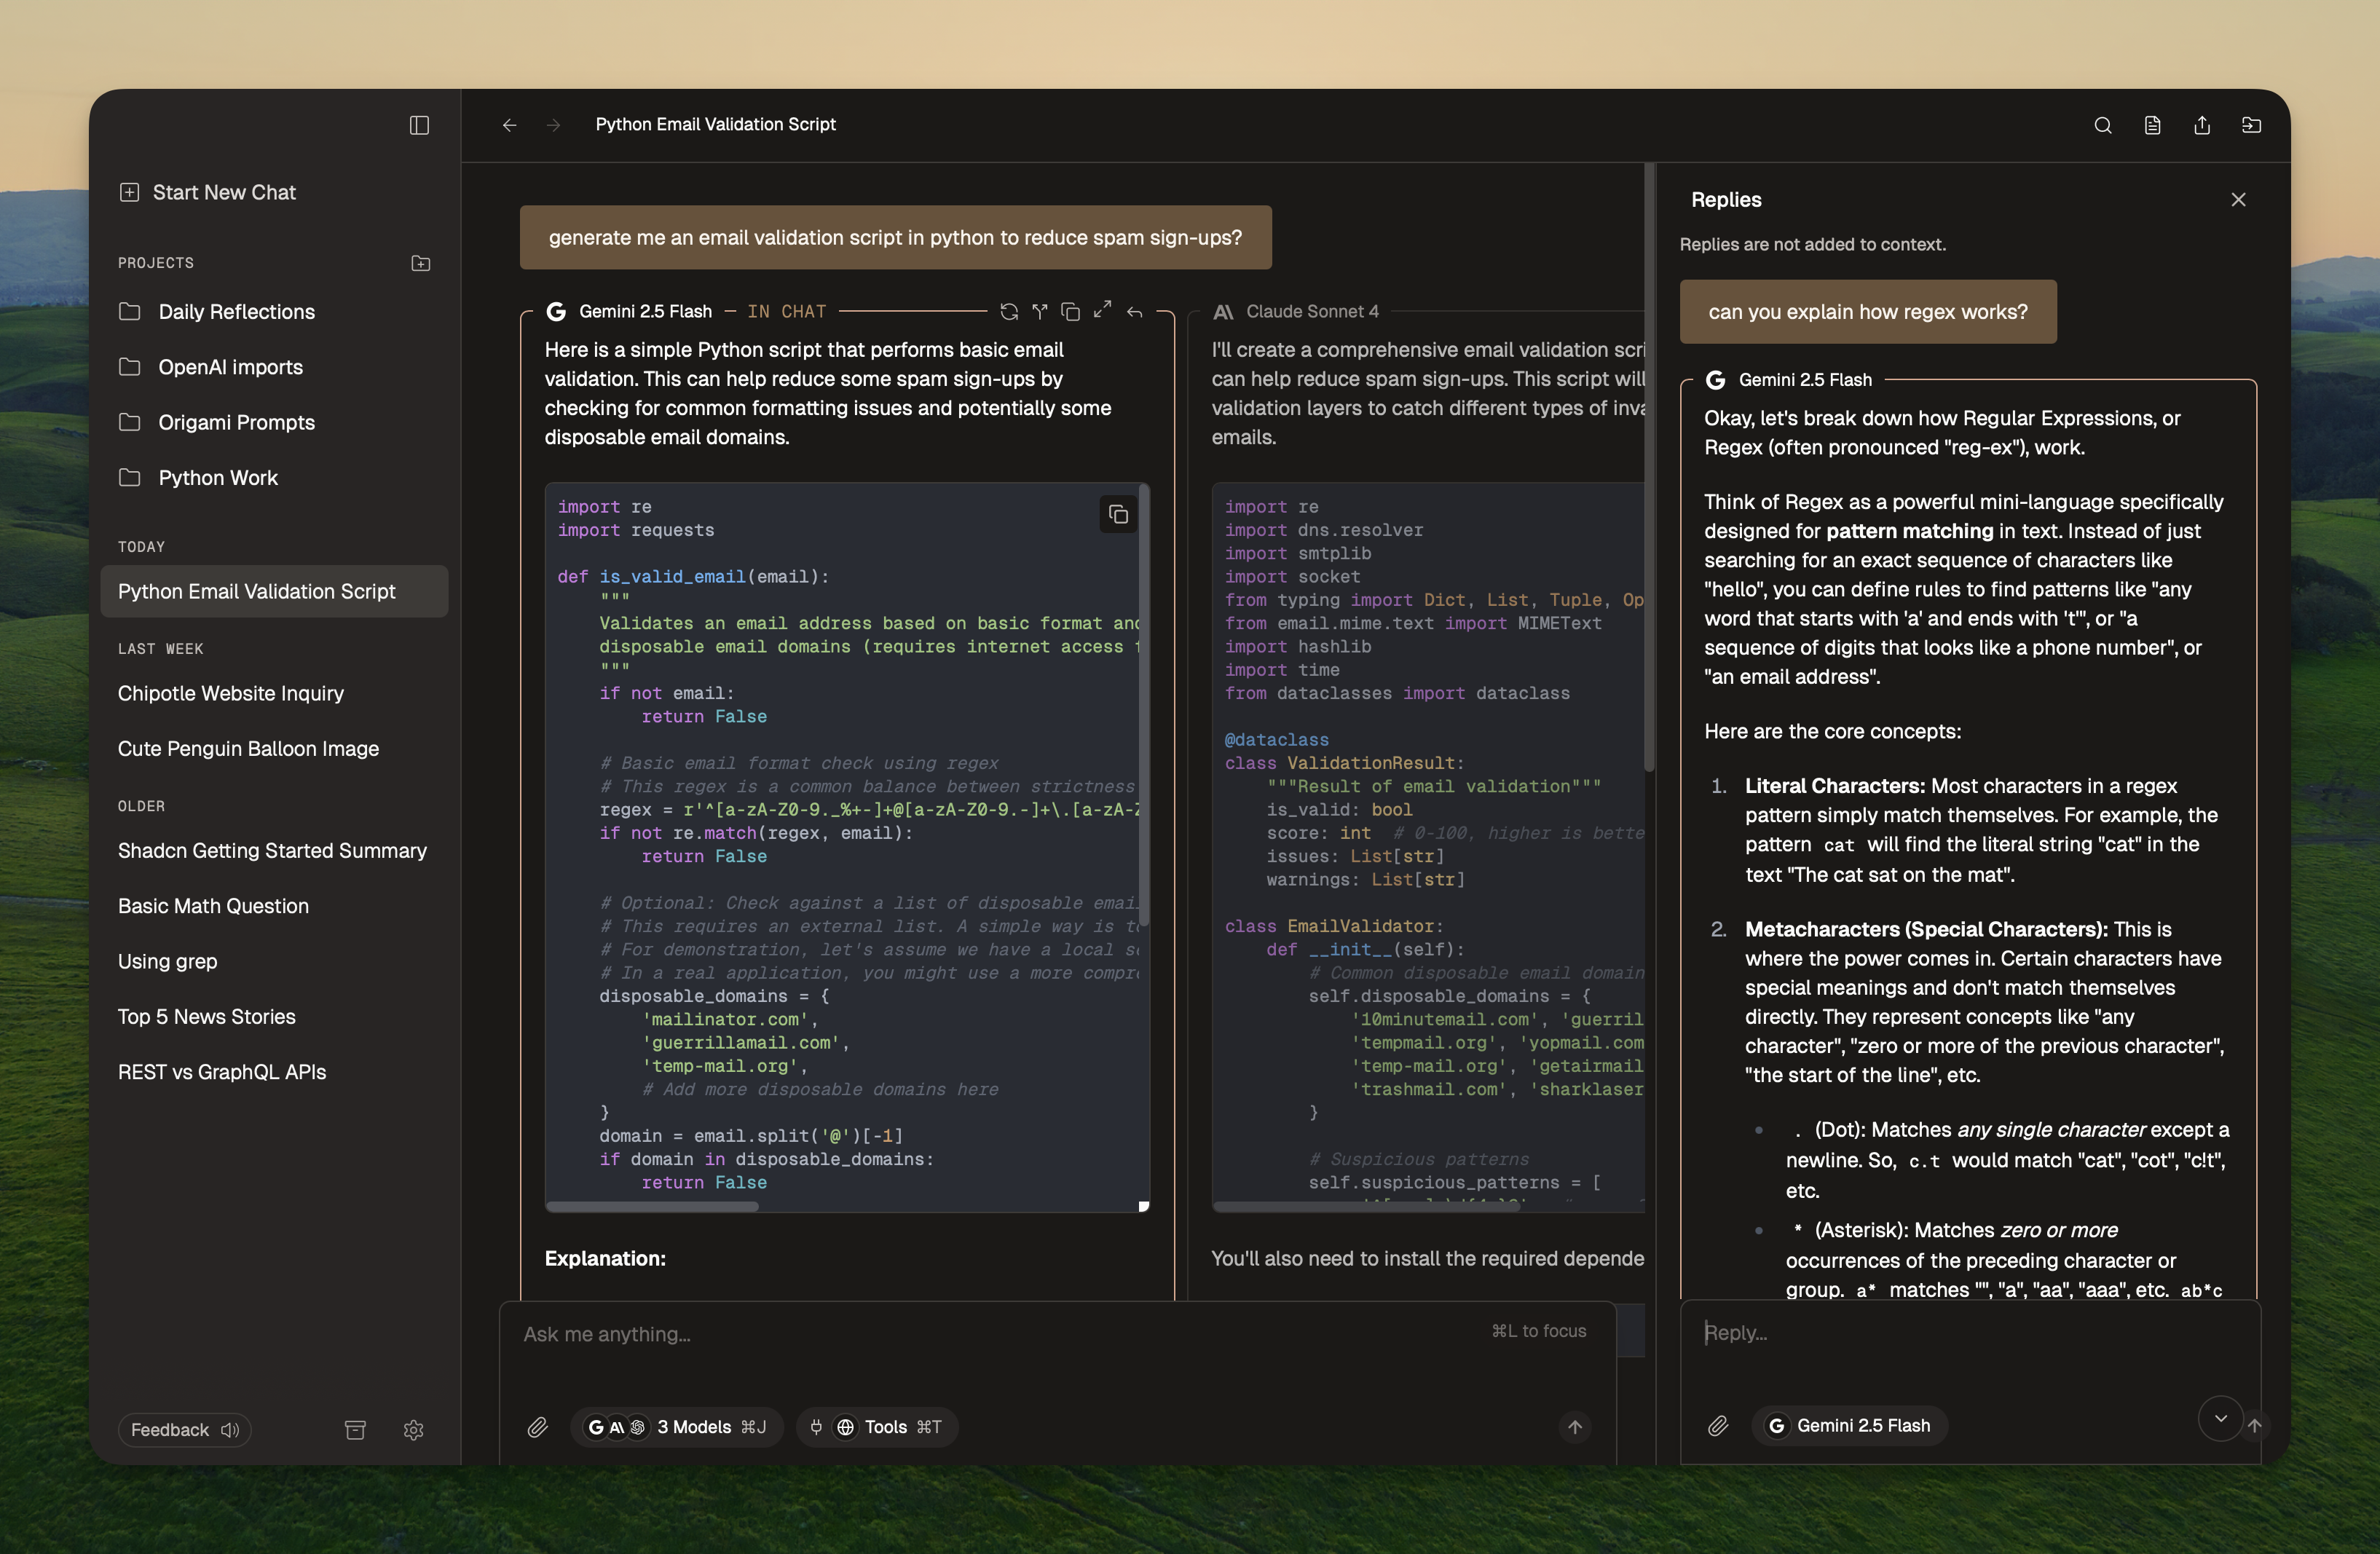 Start New Chat
PROJECTS
Daily Reflections
OpenAI imports
Origami Prompts
Python Work
TODAY
Python Email Validation Script
LAST WEEK
Chipotle Website Inquiry
Cute Penguin Balloon Image
OLDER
Shadcn Getting Started Summary
Basic Math Question
Using grep
Top 5 News Stories
REST vs GraphQL APIs
Feedback
Python Email Validation Script
generate me an email validation script in python to reduce spam sign-ups?
Gemini 2.5 Flash — IN CHAT
Here is a simple Python script that performs basic email
validation. This can help reduce some spam sign-ups by
checking for common formatting issues and potentially some
disposable email domains.
import re
import requests
def is_valid_email(email):
"""
Validates an email address based on basic format and
disposable email domains (requires internet access f
"""
if not email:
return False
# Basic email format check using regex
# This regex is a common balance between strictness
regex = r'^[a-zA-Z0-9._%+-]+@[a-zA-Z0-9.-]+\.[a-zA-Z
if not re.match(regex, email):
return False
# Optional: Check against a list of disposable email
# This requires an external list. A simple way is to
# For demonstration, let's assume we have a local se
# In a real application, you might use a more compre
disposable_domains = {
'mailinator.com',
'guerrillamail.com',
'temp-mail.org',
# Add more disposable domains here
}
domain = email.split('@')[-1]
if domain in disposable_domains:
return False
Explanation:
Claude Sonnet 4
I'll create a comprehensive email validation scri
can help reduce spam sign-ups. This script will
validation layers to catch different types of inva
emails.
import re
import dns.resolver
import smtplib
import socket
from typing import Dict, List, Tuple, Op
from email.mime.text import MIMEText
import hashlib
import time
from dataclasses import dataclass
@dataclass
class ValidationResult:
"""Result of email validation"""
is_valid: bool
score: int # 0-100, higher is bette
issues: List[str]
warnings: List[str]
class EmailValidator:
def __init__(self):
# Common disposable email domain
self.disposable_domains = {
'10minutemail.com', 'guerril
'tempmail.org', 'yopmail.com
'temp-mail.org', 'getairmail
'trashmail.com', 'sharklaser
}
# Suspicious patterns
self.suspicious_patterns = [
You'll also need to install the required depende
Ask me anything...
⌘L to focus
3 Models ⌘J
Tools ⌘T
Replies
Replies are not added to context.
can you explain how regex works?
Gemini 2.5 Flash
Okay, let's break down how Regular Expressions, or
Regex (often pronounced "reg-ex"), work.
Think of Regex as a powerful mini-language specifically
designed for pattern matching in text. Instead of just
searching for an exact sequence of characters like
"hello", you can define rules to find patterns like "any
word that starts with 'a' and ends with 't'", or "a
sequence of digits that looks like a phone number", or
"an email address".
Here are the core concepts:
1. Literal Characters: Most characters in a regex
pattern simply match themselves. For example, the
pattern cat will find the literal string "cat" in the
text "The cat sat on the mat".
2. Metacharacters (Special Characters): This is
where the power comes in. Certain characters have
special meanings and don't match themselves
directly. They represent concepts like "any
character", "zero or more of the previous character",
"the start of the line", etc.
• . (Dot): Matches any single character except a
newline. So, c.t would match "cat", "cot", "c!t",
etc.
• * (Asterisk): Matches zero or more
occurrences of the preceding character or
group. a* matches "", "a", "aa", "aaa", etc. ab*c
Reply...
Gemini 2.5 Flash